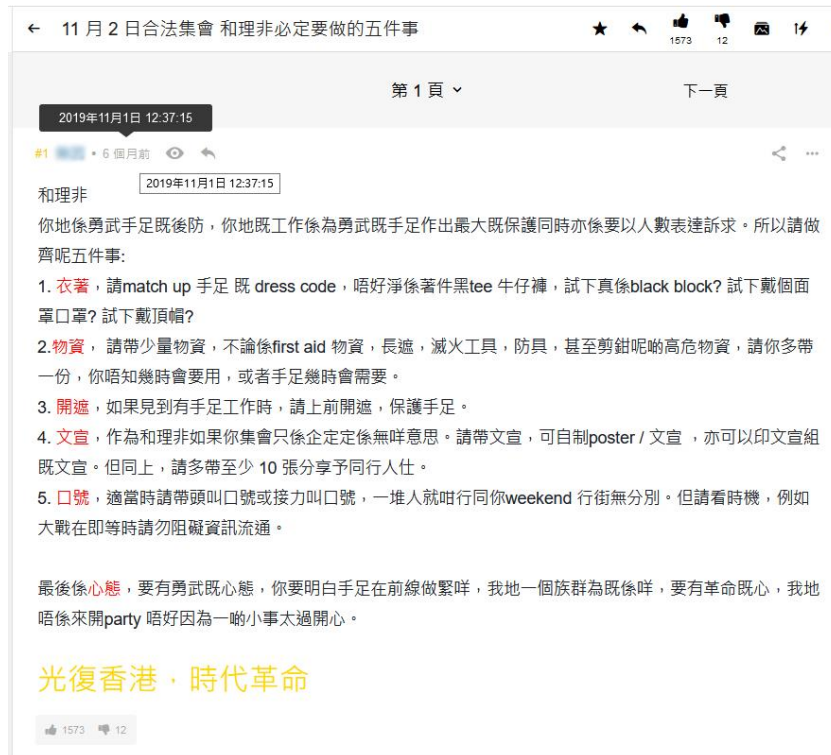 11 月 2 日合法集會 和理非必定要做的五件事
1573 12
第 1 頁
下一頁
2019年11月1日 12:37:15
#1 • 6 個月前
2019年11月1日 12:37:15
和理非
你地係勇武手足既後防，你地既工作係為勇武既手足作出最大既保護同時亦係要以人數表達訴求。所以請做
齊呢五件事:
1. 衣著，請match up 手足 既 dress code，唔好淨係著件黑tee 牛仔褲，試下真係black block? 試下戴個面
罩口罩? 試下戴頂帽?
2.物資， 請帶少量物資，不論係first aid 物資，長遮，滅火工具，防具，甚至剪鉗呢啲高危物資，請你多帶
一份，你唔知幾時會要用，或者手足幾時會需要。
3. 開遮，如果見到有手足工作時，請上前開遮，保護手足。
4. 文宣，作為和理非如果你集會只係企定定係無咩意思。請帶文宣，可自制poster / 文宣 ，亦可以印文宣組
既文宣。但同上，請多帶至少 10 張分享予同行人仕。
5. 口號，適當時請帶頭叫口號或接力叫口號，一堆人就咁行同你weekend 行街無分別。但請看時機，例如
大戰在即等時請勿阻礙資訊流通。
最後係心態，要有勇武既心態，你要明白手足在前線做緊咩，我地一個族群為既係咩，要有革命既心，我地
唔係來開party 唔好因為一啲小事太過開心。
光復香港．時代革命
1573 12